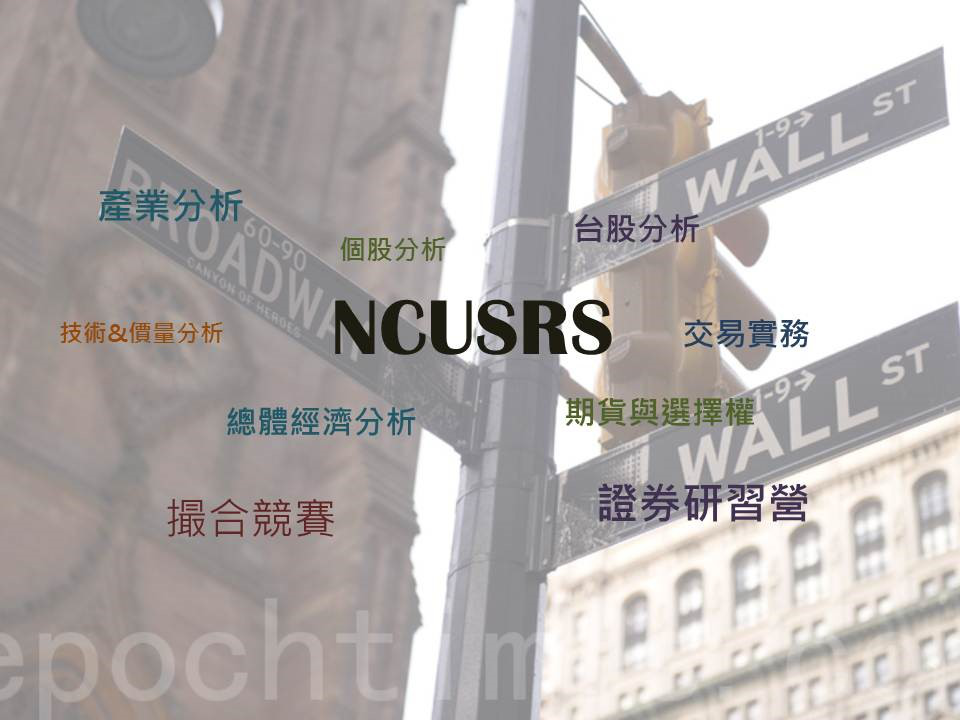 1-9→
WALL ST
BROADWAY
60-90
CANYON OF HEROES
產業分析
台股分析
個股分析
NCUSRS
技術&價量分析
交易實務
1-9→
WALL ST
總體經濟分析
期貨與選擇權
撮合競賽
證券研習營
epochtim